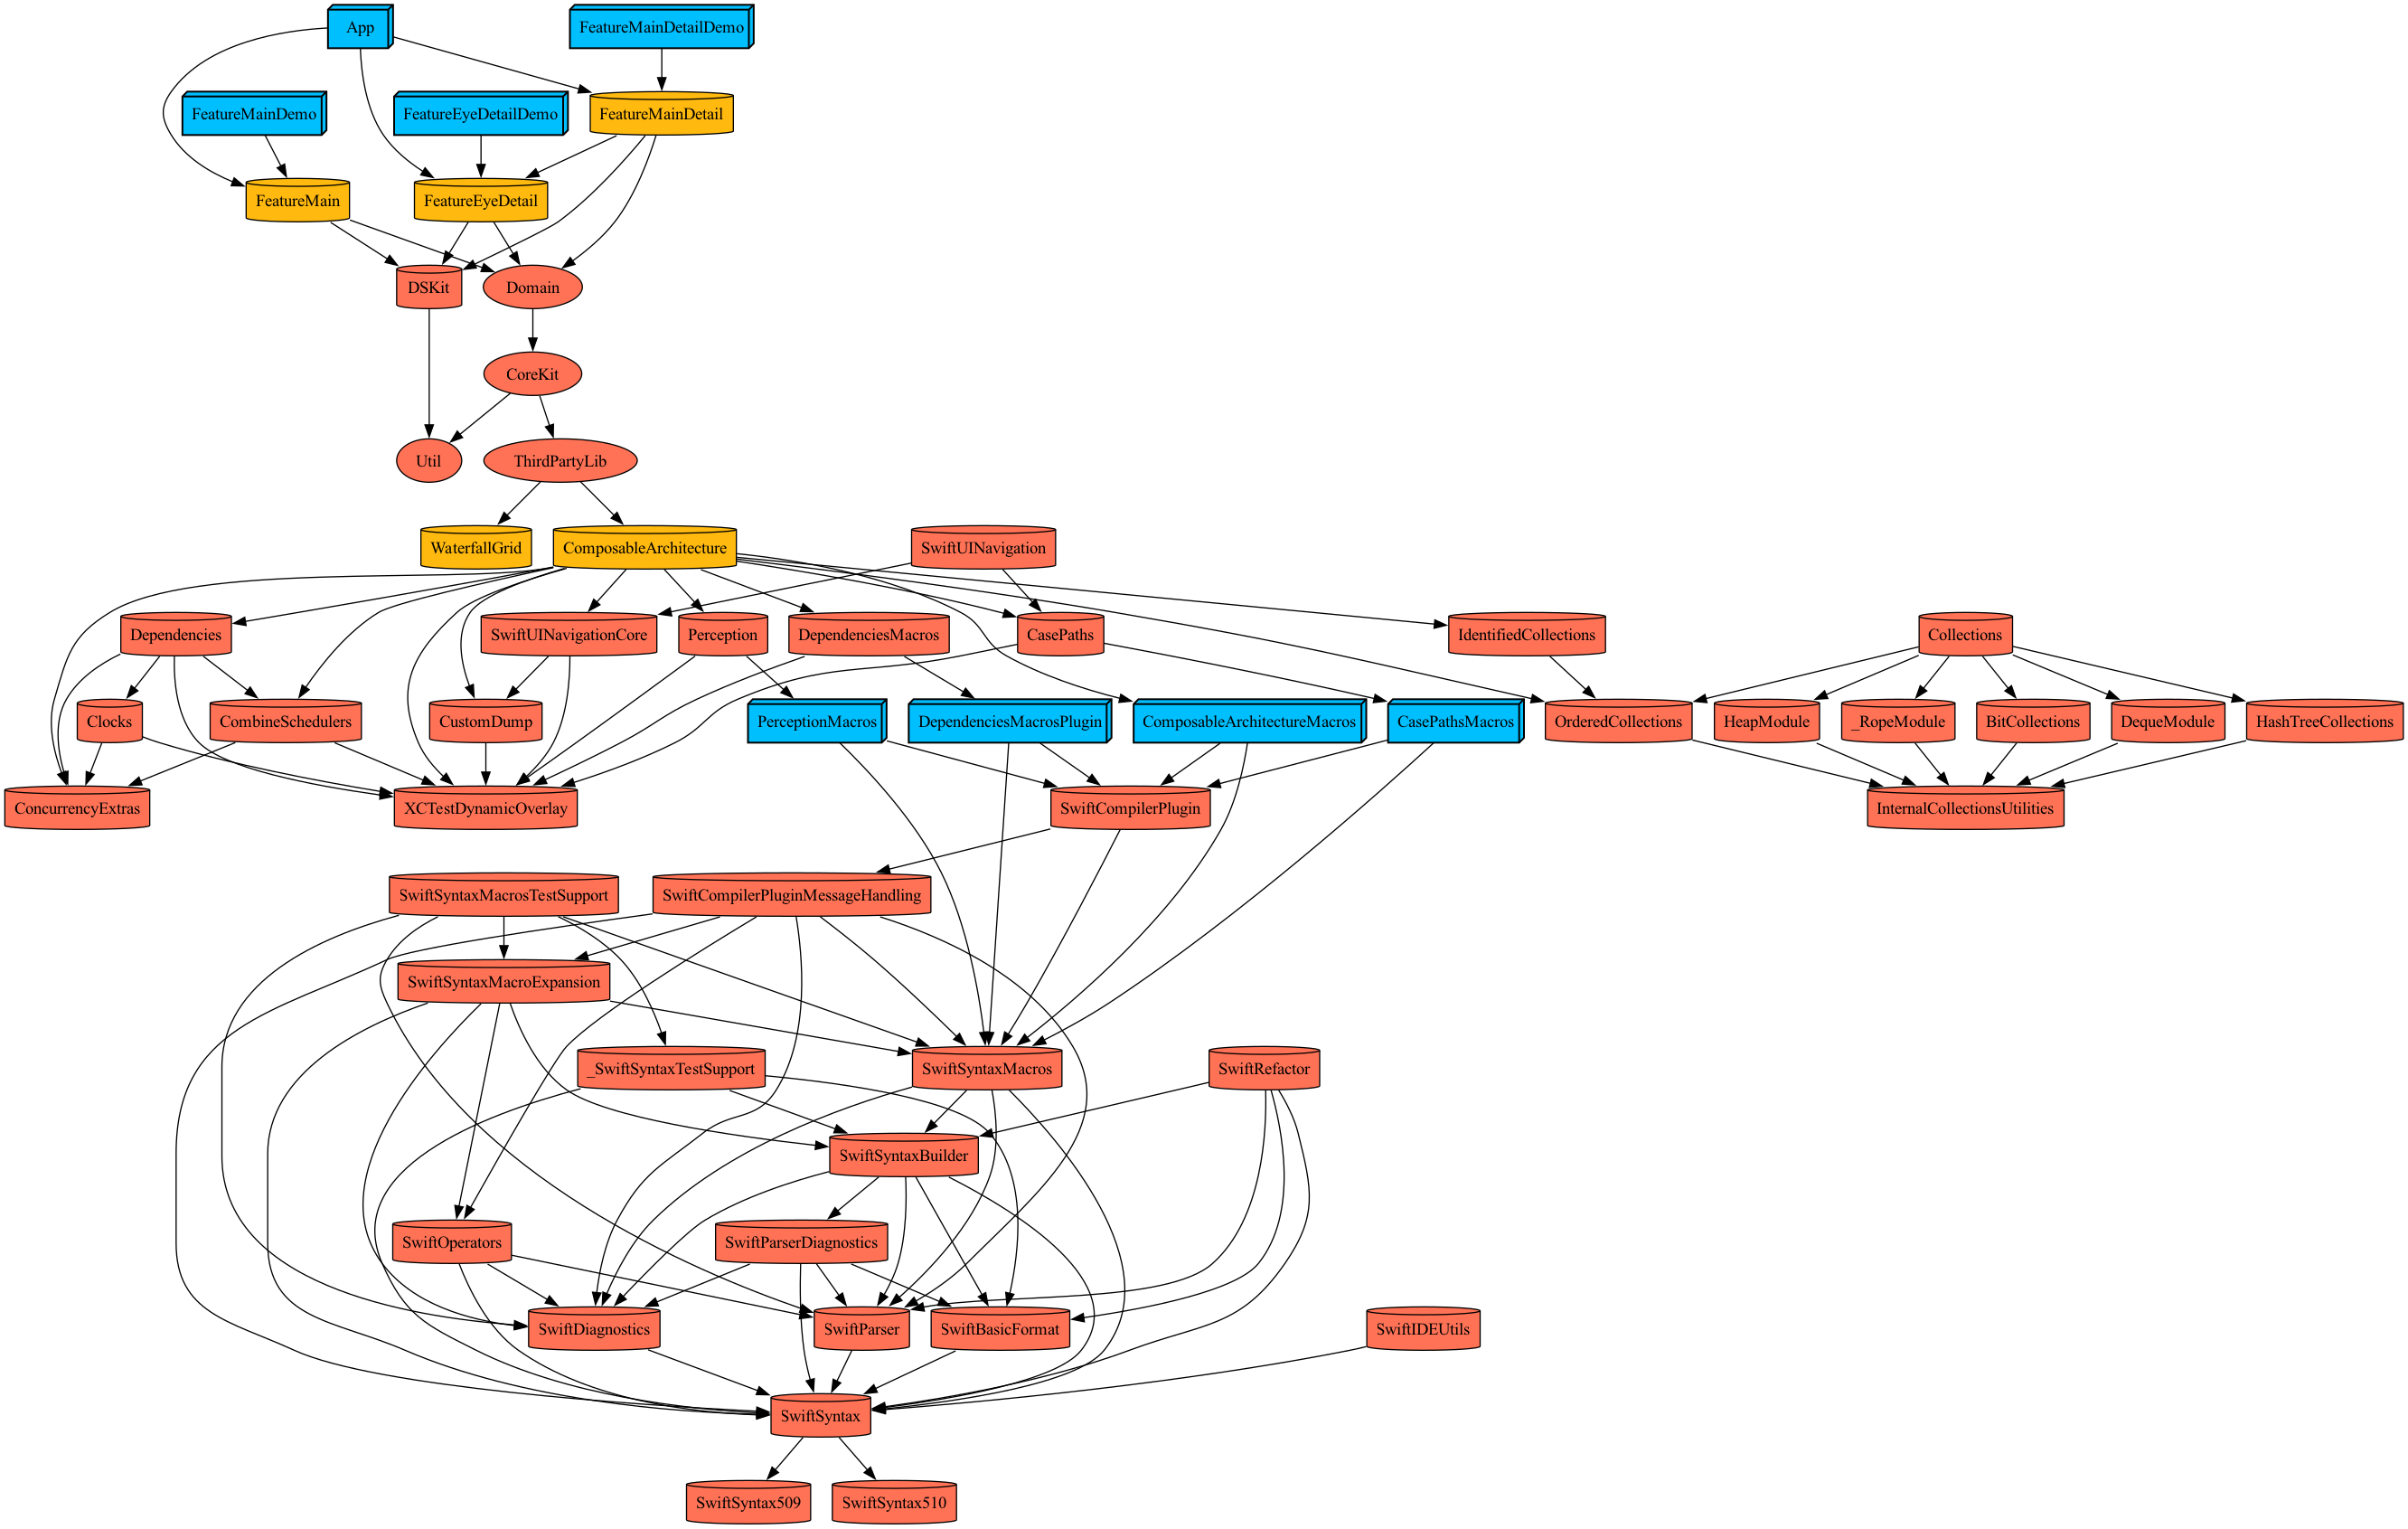 App
FeatureMainDetailDemo
FeatureMainDemo
FeatureEyeDetailDemo
FeatureMainDetail
FeatureMain
FeatureEyeDetail
DSKit
Domain
CoreKit
Util
ThirdPartyLib
WaterfallGrid
ComposableArchitecture
SwiftUINavigation
Dependencies
SwiftUINavigationCore
Perception
DependenciesMacros
CasePaths
IdentifiedCollections
Collections
Clocks
CombineSchedulers
CustomDump
PerceptionMacros
DependenciesMacrosPlugin
ComposableArchitectureMacros
CasePathsMacros
OrderedCollections
HeapModule
_RopeModule
BitCollections
DequeModule
HashTreeCollections
ConcurrencyExtras
XCTestDynamicOverlay
SwiftCompilerPlugin
InternalCollectionsUtilities
SwiftSyntaxMacrosTestSupport
SwiftCompilerPluginMessageHandling
SwiftSyntaxMacroExpansion
_SwiftSyntaxTestSupport
SwiftSyntaxMacros
SwiftRefactor
SwiftSyntaxBuilder
SwiftOperators
SwiftParserDiagnostics
SwiftDiagnostics
SwiftParser
SwiftBasicFormat
SwiftIDEUtils
SwiftSyntax
SwiftSyntax509
SwiftSyntax510